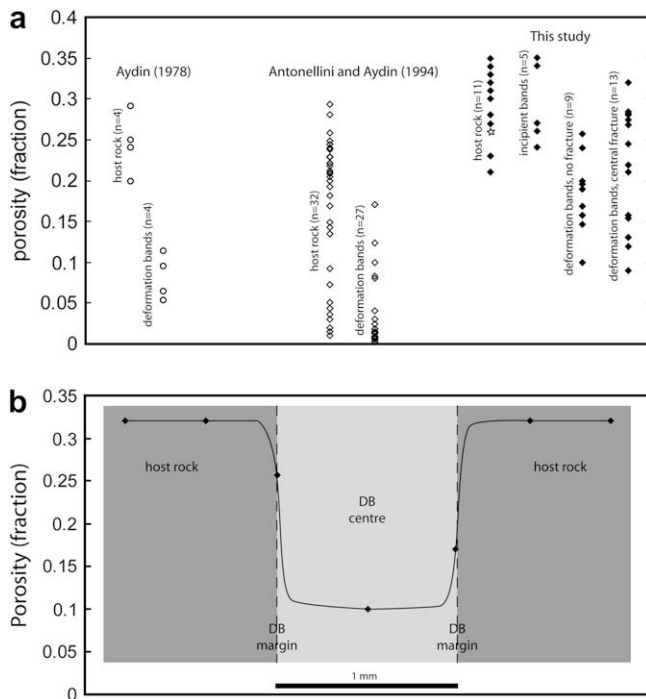 a
porosity (fraction)
0.4
0.35
0.3
0.25
0.2
0.15
0.1
0.05
0
Aydin (1978)
host rock (n=4)
deformation bands (n=4)
Antonellini and Aydin (1994)
host rock (n=32)
deformation bands (n=27)
This study
host rock (n=11)
incipient bands (n=5)
deformation bands, no fracture (n=9)
deformation bands, central fracture (n=13)
b
Porosity (fraction)
0.35
0.3
0.25
0.2
0.15
0.1
0.05
0
host rock
DB
centre
host rock
DB
margin
DB
margin
1 mm